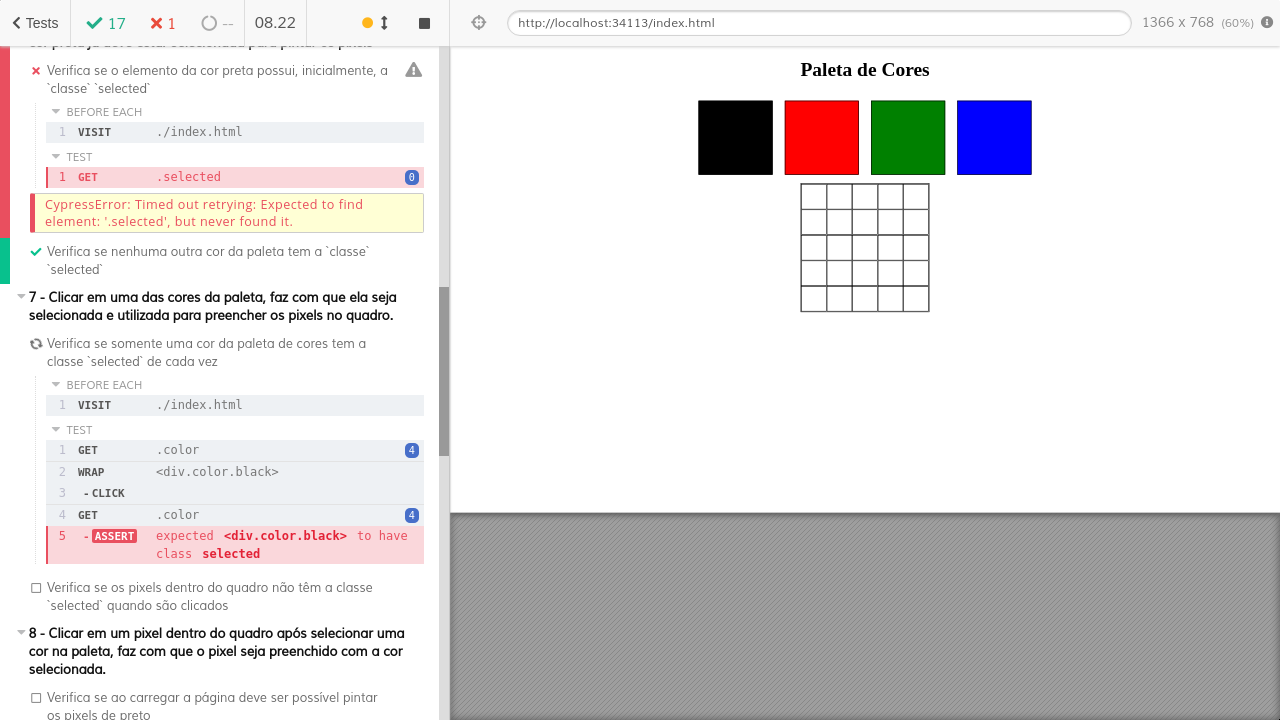 Tests
17
1
--
08.22
http://localhost:34113/index.html
1366 x 768 (60%)
Verifica se o elemento da cor preta possui, inicialmente, a
`classe` `selected`
BEFORE EACH
1 VISIT ./index.html
TEST
1 GET .selected 0
CypressError: Timed out retrying: Expected to find
element: '.selected', but never found it.
Verifica se nenhuma outra cor da paleta tem a `classe`
`selected`
7 - Clicar em uma das cores da paleta, faz com que ela seja
selecionada e utilizada para preencher os pixels no quadro.
Verifica se somente uma cor da paleta de cores tem a
classe `selected` de cada vez
BEFORE EACH
1 VISIT ./index.html
TEST
1 GET .color 4
2 WRAP <div.color.black>
3 -CLICK
4 GET .color 4
5 -ASSERT expected <div.color.black> to have
class selected
Verifica se os pixels dentro do quadro não têm a classe
`selected` quando são clicados
8 - Clicar em um pixel dentro do quadro após selecionar uma
cor na paleta, faz com que o pixel seja preenchido com a cor
selecionada.
Verifica se ao carregar a página deve ser possível pintar
os pixels de preto
Paleta de Cores